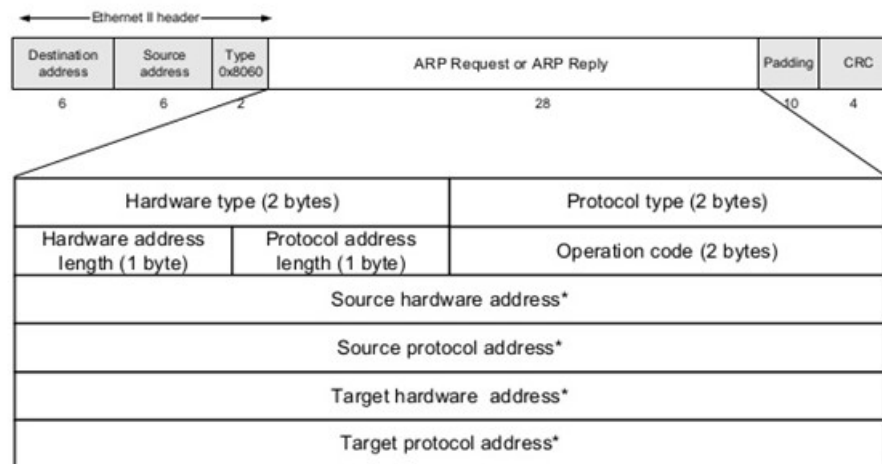 Ethernet II header
Destination
address
Source
address
Type
0x8060
ARP Request or ARP Reply
Padding
CRC
6
6
2
28
10
4
Hardware type (2 bytes)
Protocol type (2 bytes)
Hardware address
length (1 byte)
Protocol address
length (1 byte)
Operation code (2 bytes)
Source hardware address*
Source protocol address*
Target hardware address*
Target protocol address*